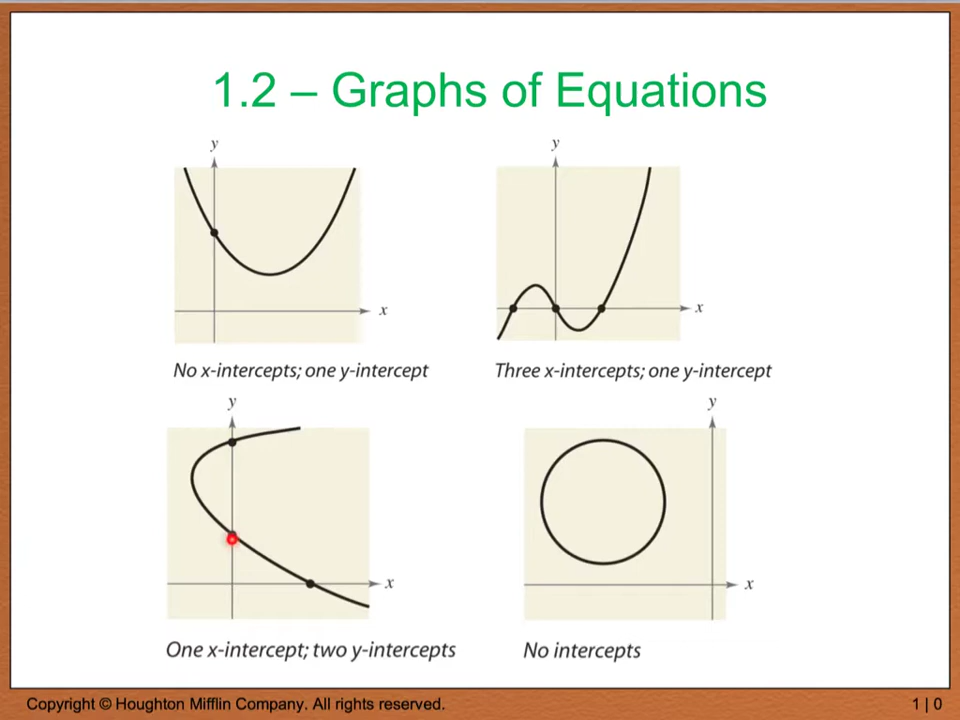 1.2 – Graphs of Equations
y
y
x
x
No x-intercepts; one y-intercept
Three x-intercepts; one y-intercept
y
y
x
x
One x-intercept; two y-intercepts
No intercepts
Copyright © Houghton Mifflin Company. All rights reserved.
1 | 0